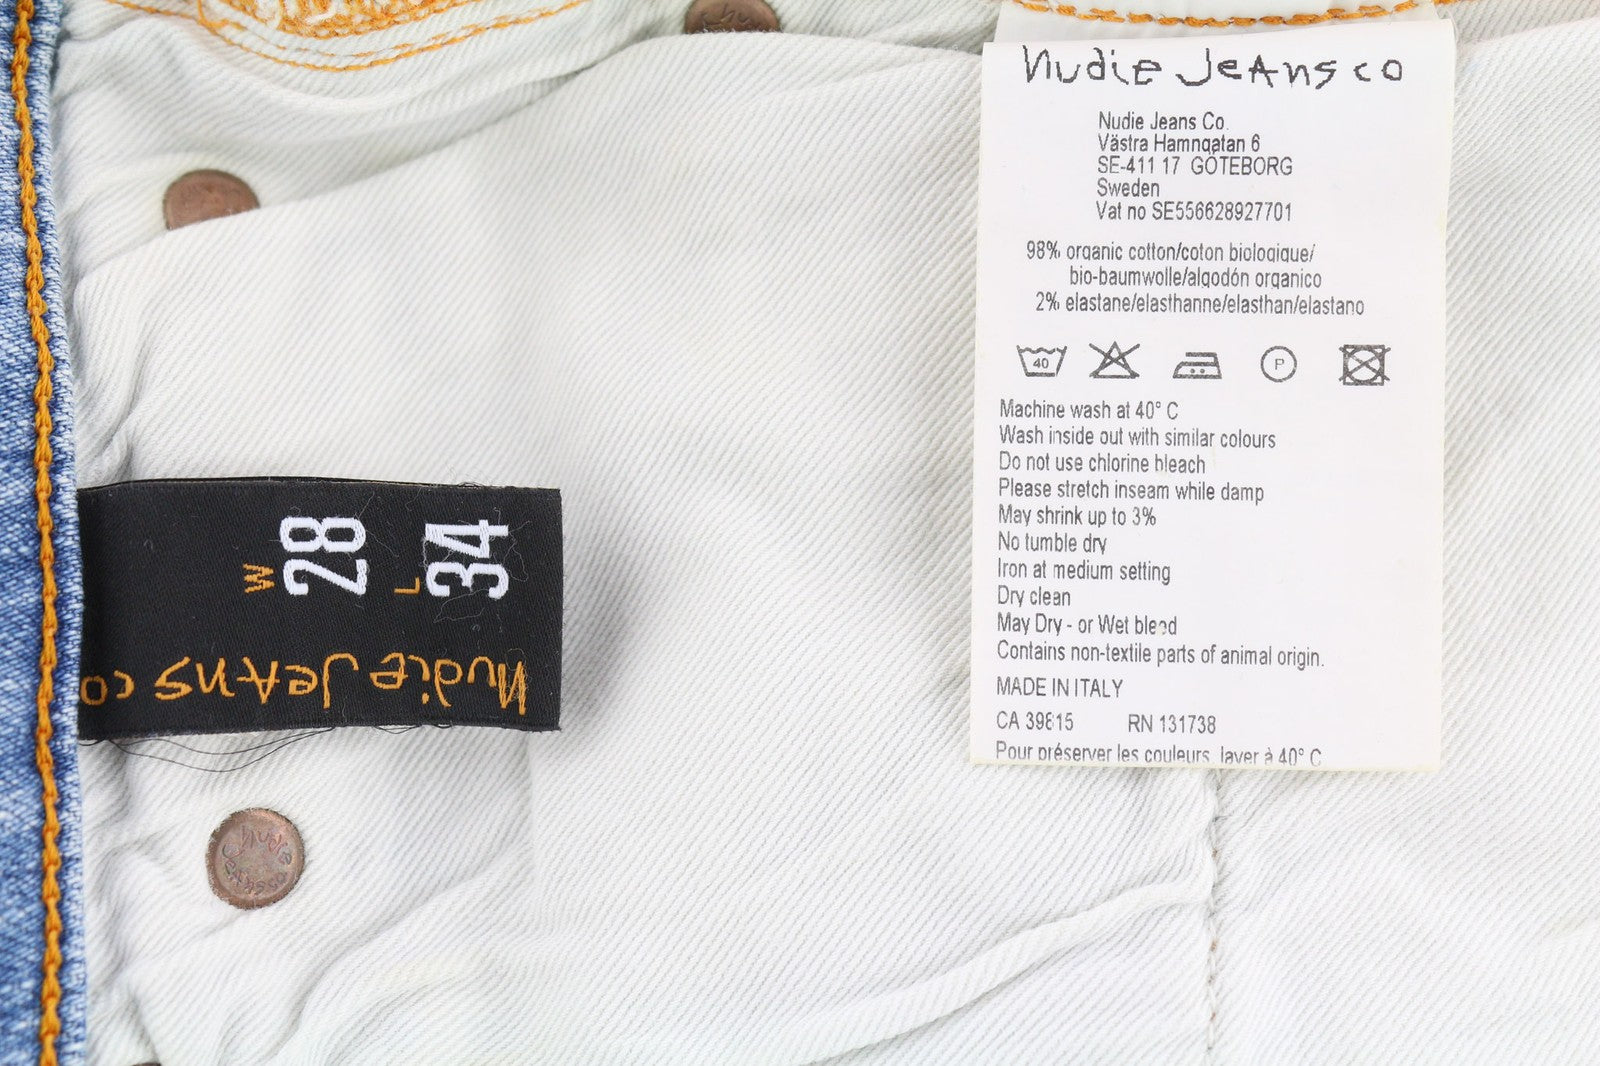 Nudie Jeans co
Nudie Jeans Co.
Västra Hamngatan 6
SE-411 17 GÖTEBORG
Sweden
Vat no SE556628927701
98% organic cotton/coton biologique/
bio-baumwolle/algodón organico
2% elastane/elasthanne/elasthan/elastano
40
P
Machine wash at 40° C
Wash inside out with similar colours
Do not use chlorine bleach
Please stretch inseam while damp
May shrink up to 3%
No tumble dry
Iron at medium setting
Dry clean
May Dry - or Wet bleed
Contains non-textile parts of animal origin.
MADE IN ITALY
CA 39815 RN 131738
Pour préserver les couleurs, laver à 40° C
W 28
L 34
Nudie Jeans co
Nudie Jeans co